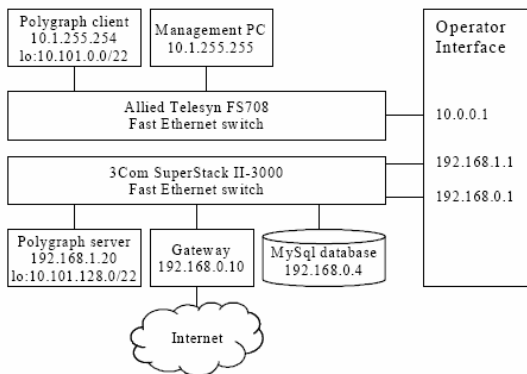 Polygraph client
10.1.255.254
lo:10.101.0.0/22
Management PC
10.1.255.255
Operator
Interface
Allied Telesyn FS708
Fast Ethernet switch
10.0.0.1
3Com SuperStack II-3000
Fast Ethernet switch
192.168.1.1
192.168.0.1
Polygraph server
192.168.1.20
lo:10.101.128.0/22
Gateway
192.168.0.10
MySql database
192.168.0.4
Internet